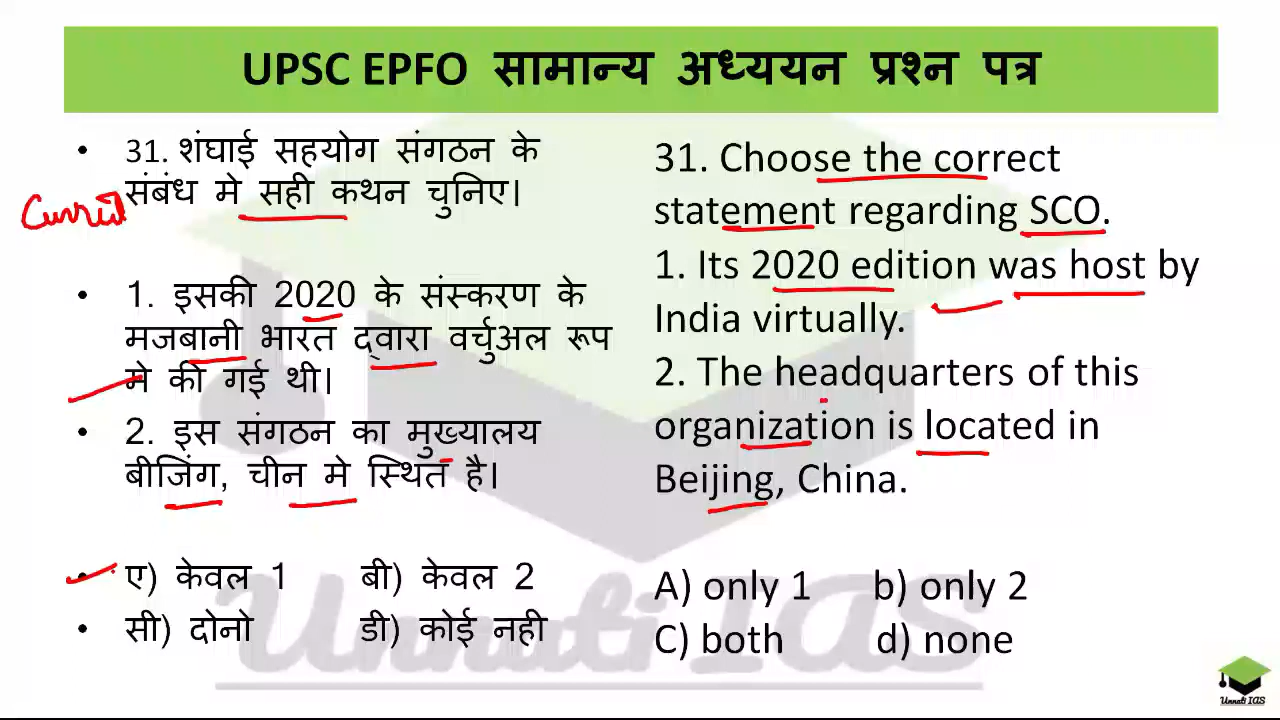 UPSC EPFO सामान्य अध्ययन प्रश्न पत्र
• 31. शंघाई सहयोग संगठन के
संबंध मे सही कथन चुनिए।
• 1. इसकी 2020 के संस्करण के
मजबानी भारत द्वारा वर्चुअल रूप
मे की गई थी।
• 2. इस संगठन का मुख्यालय
बीजिंग, चीन मे स्थित है।
• ए) केवल 1 बी) केवल 2
• सी) दोनो डी) कोई नही
31. Choose the correct
statement regarding SCO.
1. Its 2020 edition was host by
India virtually.
2. The headquarters of this
organization is located in
Beijing, China.
A) only 1 b) only 2
C) both d) none
Unnati IAS
Unnati IAS